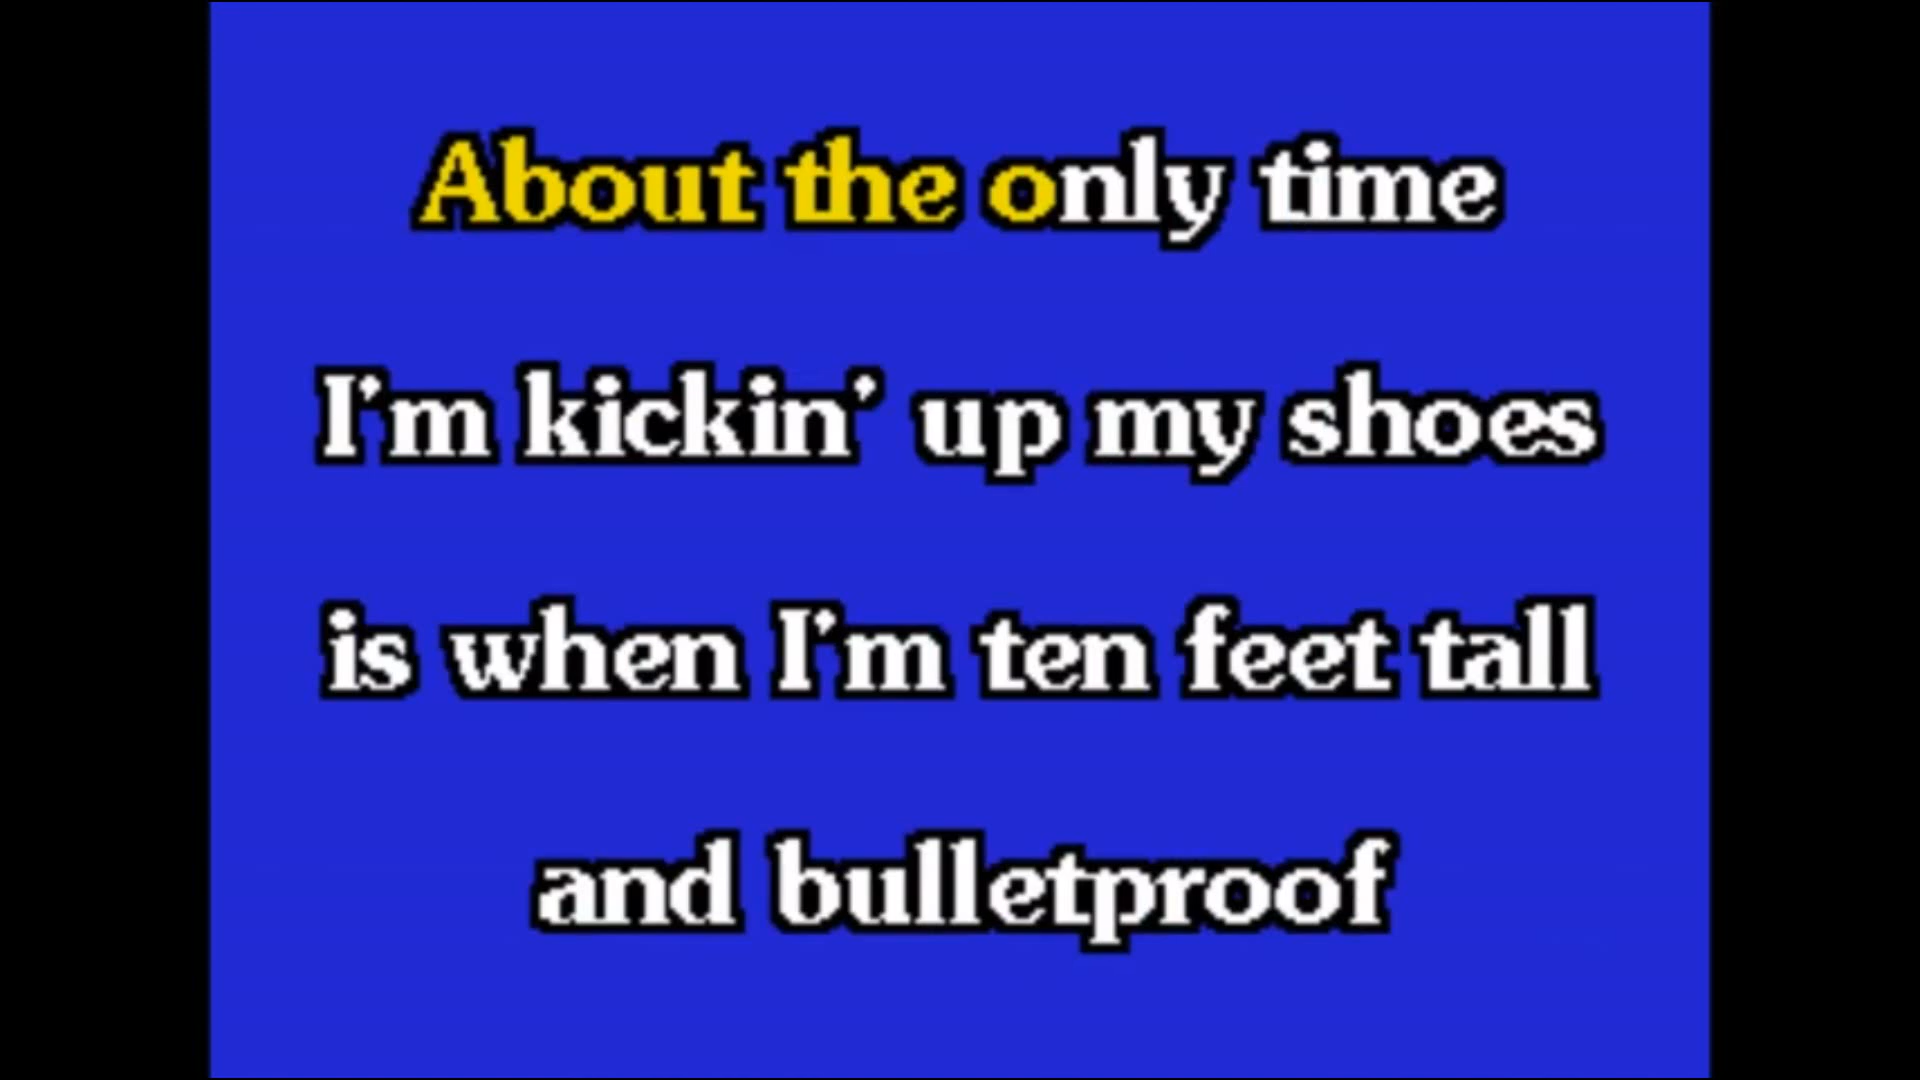 About the only time
I'm kickin' up my shoes
is when I'm ten feet tall
and bulletproof